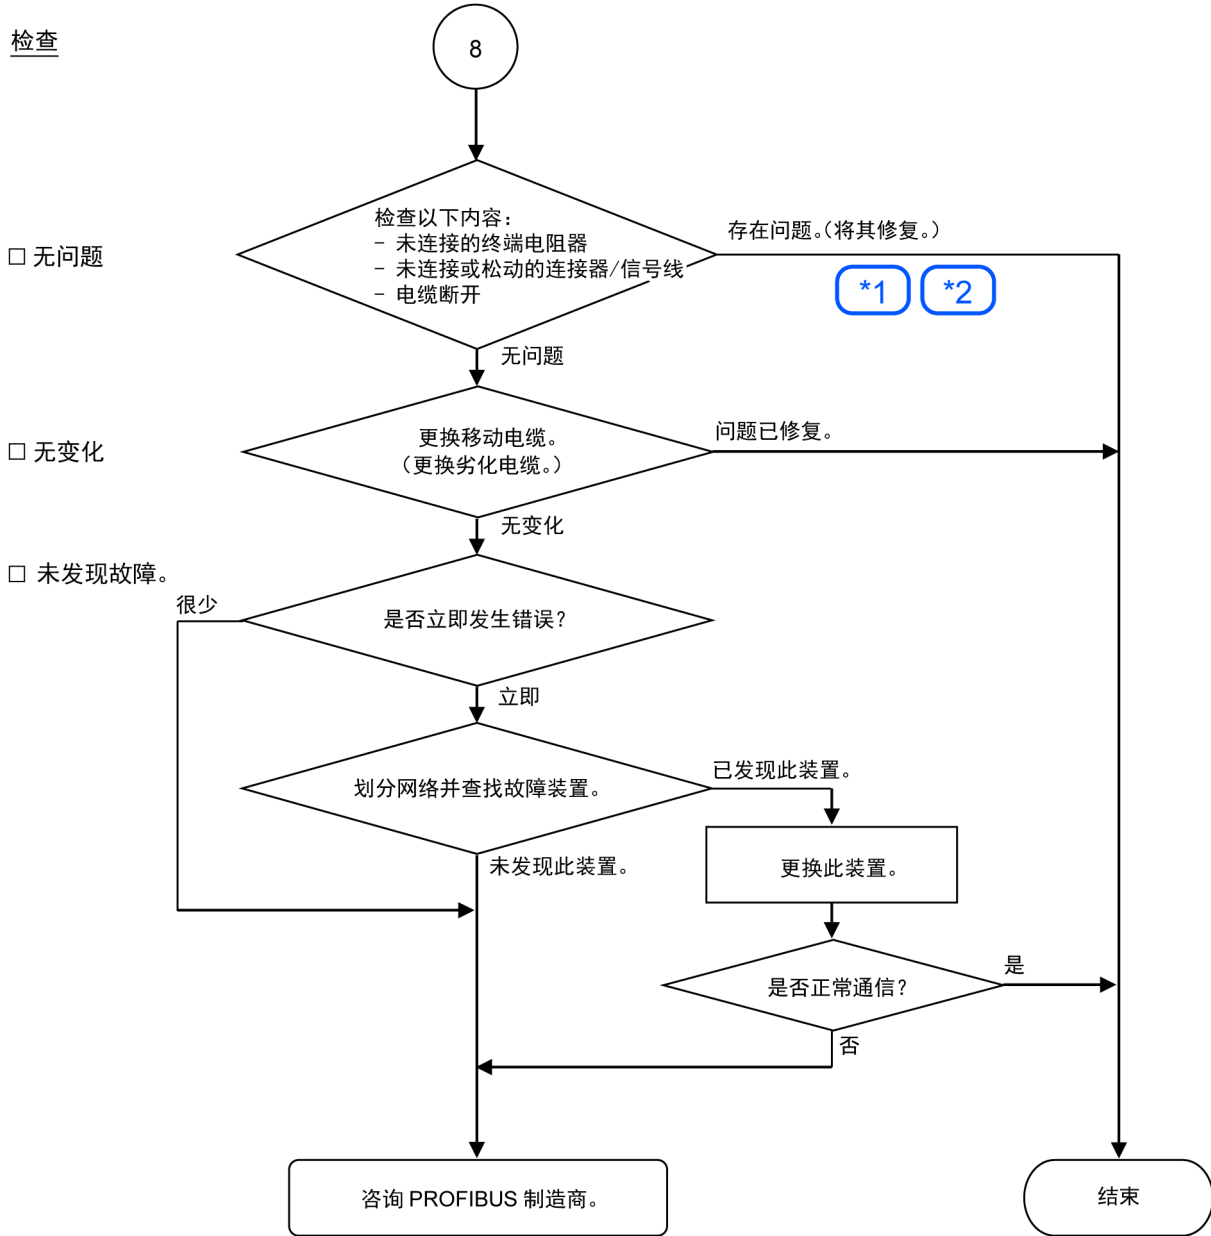 检查
8
检查以下内容：
- 未连接的终端电阻器
- 未连接或松动的连接器/信号线
- 电缆断开
存在问题。（将其修复。）
□ 无问题
*1
*2
无问题
更换移动电缆。
（更换劣化电缆。）
问题已修复。
□ 无变化
无变化
□ 未发现故障。
很少
是否立即发生错误？
立即
划分网络并查找故障装置。
已发现此装置。
未发现此装置。
更换此装置。
是否正常通信？
是
否
咨询 PROFIBUS 制造商。
结束